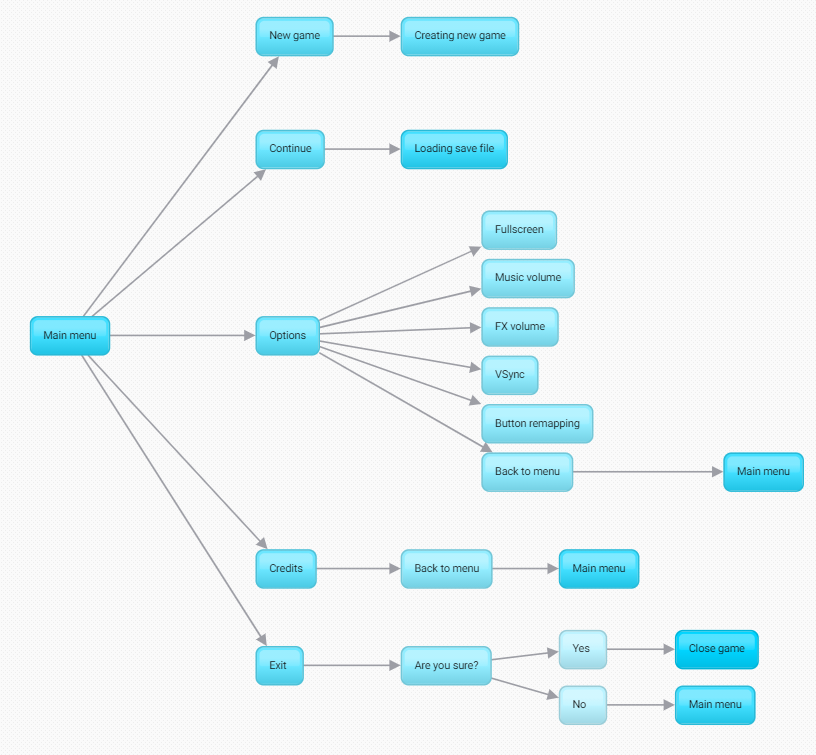 New game
Creating new game
Continue
Loading save file
Fullscreen
Music volume
FX volume
Main menu
Options
VSync
Button remapping
Back to menu
Main menu
Credits
Back to menu
Main menu
Exit
Are you sure?
Yes
Close game
No
Main menu